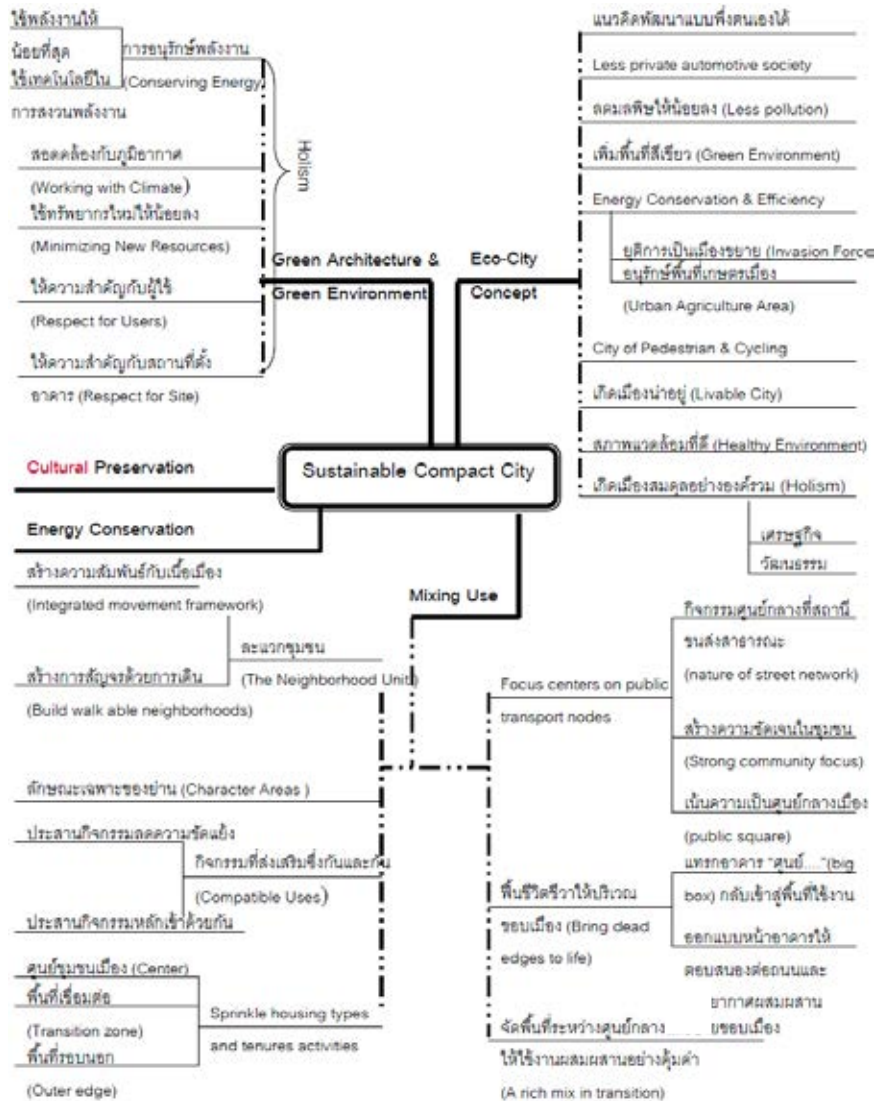 ใช้พลังงานให้
น้อยที่สุด
ใช้เทคโนโลยีใน
การสงวนพลังงาน
การอนุรักษ์พลังงาน
(Conserving Energy
สอดคล้องกับภูมิอากาศ
(Working with Climate)
ใช้ทรัพยากรใหม่ให้น้อยลง
(Minimizing New Resources)
ให้ความสำคัญกับผู้ใช้
(Respect for Users)
ให้ความสำคัญกับสถานที่ตั้ง
อาคาร (Respect for Site)
Holism
Green Architecture &
Green Environment
Eco-City
Concept
แนวคิดพัฒนาแบบพึ่งตนเองได้
Less private automotive society
ลดมลพิษให้น้อยลง (Less pollution)
เพิ่มพื้นที่สีเขียว (Green Environment)
Energy Conservation & Efficiency
ยุติการเป็นเมืองขยาย (Invasion Force
อนุรักษ์พื้นที่เกษตรเมือง
(Urban Agriculture Area)
City of Pedestrian & Cycling
เกิดเมืองน่าอยู่ (Livable City)
สภาพแวดล้อมที่ดี (Healthy Environment)
เกิดเมืองสมดุลอย่างองค์รวม (Holism)
เศรษฐกิจ
วัฒนธรรม
Sustainable Compact City
Cultural Preservation
Energy Conservation
Mixing Use
สร้างความสัมพันธ์กับเนื้อเมือง
(Integrated movement framework)
สร้างการสัญจรด้วยการเดิน
(Build walk able neighborhoods)
ละแวกชุมชน
(The Neighborhood Unit)
ลักษณะเฉพาะของย่าน (Character Areas )
ประสานกิจกรรมลดความขัดแย้ง
ประสานกิจกรรมหลักเข้าด้วยกัน
กิจกรรมที่ส่งเสริมซึ่งกันและกัน
(Compatible Uses)
ศูนย์ชุมชนเมือง (Center)
พื้นที่เชื่อมต่อ
(Transition zone)
พื้นที่รอบนอก
(Outer edge)
Sprinkle housing types
and tenures activities
Focus centers on public
transport nodes
กิจกรรมศูนย์กลางที่สถานี
ขนส่งสาธารณะ
(nature of street network)
สร้างความชัดเจนในชุมชน
(Strong community focus)
เน้นความเป็นศูนย์กลางเมือง
(public square)
ฟื้นชีวิตชีวาให้บริเวณ
ขอบเมือง (Bring dead
edges to life)
แทรกอาคาร “ศูนย์....”(big
box) กลับเข้าสู่พื้นที่ใช้งาน
ออกแบบหน้าอาคารให้
ตอบสนองต่อถนนและ
ยากาศผสมผสาน
จัดพื้นที่ระหว่างศูนย์กลาง ยขอบเมือง
ให้ใช้งานผสมผสานอย่างคุ้มค่า
(A rich mix in transition)